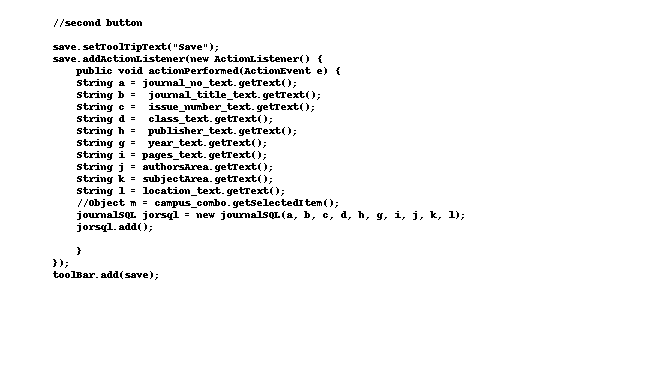 //second button
save.setToolTipText("Save");
save.addActionListener(new ActionListener() {
public void actionPerformed(ActionEvent e) {
String a = journal_no_text.getText();
String b =  journal_title_text.getText();
String c =  issue_number_text.getText();
String d =  class_text.getText();
String h =  publisher_text.getText();
String g =  year_text.getText();
String i = pages_text.getText();
String j = authorsArea.getText();
String k = subjectArea.getText();
String l = location_text.getText();
//Object m = campus_combo.getSelectedItem();
journalSQL jorsql = new journalSQL(a, b, c, d, h, g, i, j, k, l);
jorsql.add();
}
});
toolBar.add(save);